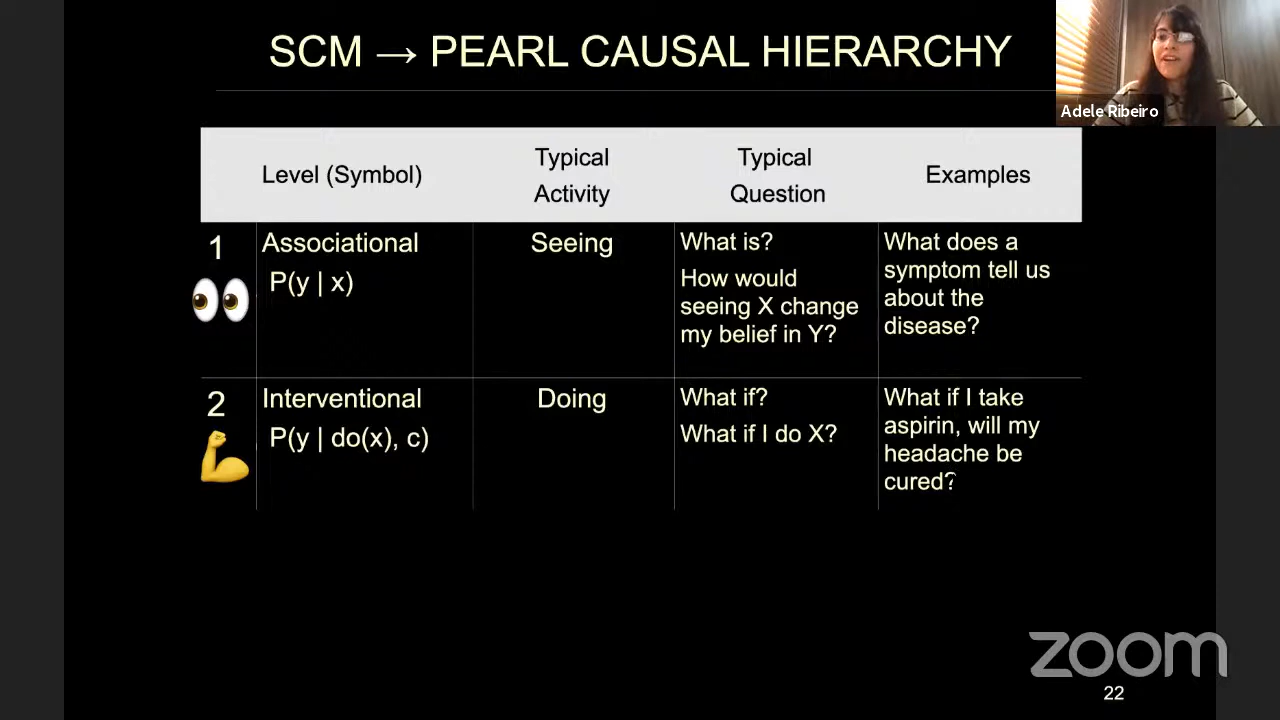 SCM → PEARL CAUSAL HIERARCHY
Adele Ribeiro
Level (Symbol)
Typical
Activity
Typical
Question
Examples
1
Associational
P(y | x)
Seeing
What is?
How would
seeing X change
my belief in Y?
What does a
symptom tell us
about the
disease?
2
Interventional
P(y | do(x), c)
Doing
What if?
What if I do X?
What if I take
aspirin, will my
headache be
cured?
zoom
22